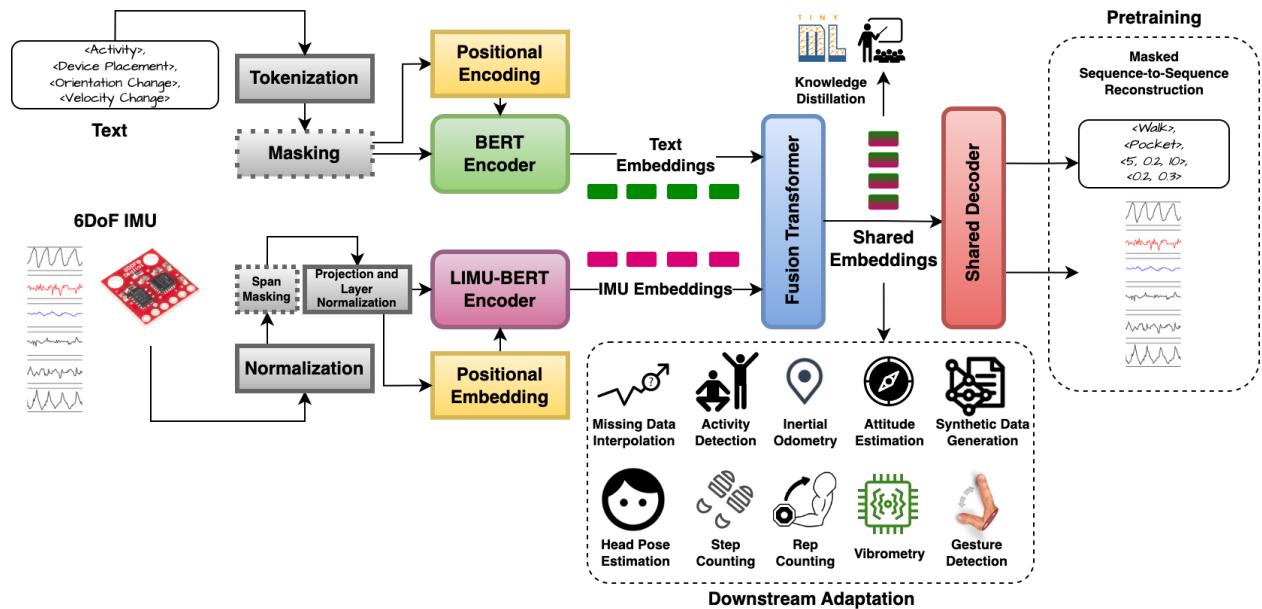 <Activity>,
<Device Placement>,
<Orientation Change>,
<Velocity Change>
Text
Tokenization
Masking
Positional
Encoding
BERT
Encoder
Text
Embeddings
6DoF IMU
Span
Masking
Projection and
Layer
Normalization
Normalization
LIMU-BERT
Encoder
Positional
Embedding
IMU Embeddings
Fusion Transformer
TINY
ML
Knowledge
Distillation
Shared
Embeddings
Shared Decoder
Pretraining
Masked
Sequence-to-Sequence
Reconstruction
<Walk>,
<Pocket>,
<5, 0.2, 10>,
<0.2, 0.3>
?
Missing Data
Interpolation
Activity
Detection
Inertial
Odometry
Attitude
Estimation
Synthetic Data
Generation
Head Pose
Estimation
Step
Counting
Rep
Counting
Vibrometry
Gesture
Detection
Downstream Adaptation